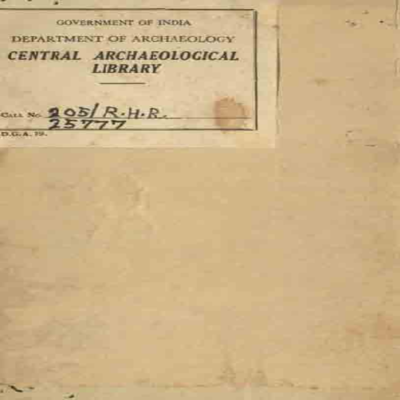 GOVERNMENT OF INDIA
DEPARTMENT OF ARCHAEOLOGY
CENTRAL ARCHAEOLOGICAL
LIBRARY
CALL No. 205/R.H.R.
25777
D.G.A. 79.